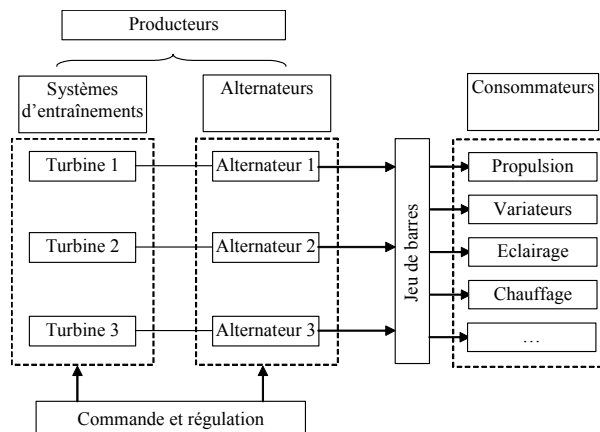 Producteurs
Systèmes
d'entraînements
Alternateurs
Consommateurs
Turbine 1
Alternateur 1
Turbine 2
Alternateur 2
Turbine 3
Alternateur 3
Jeu de barres
Propulsion
Variateurs
Eclairage
Chauffage
…
Commande et régulation